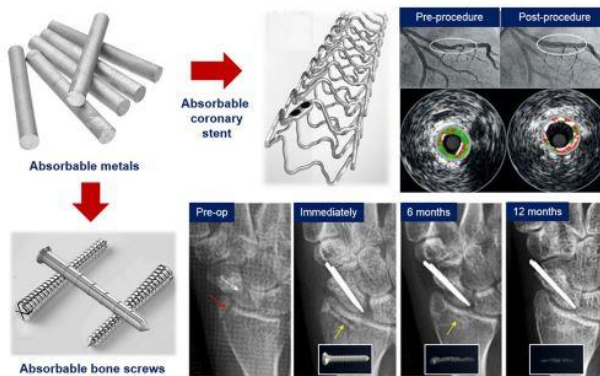 Pre-procedure
Post-procedure
Absorbable
coronary
stent
Absorbable metals
Pre-op
Immediately
6 months
12 months
Absorbable bone screws